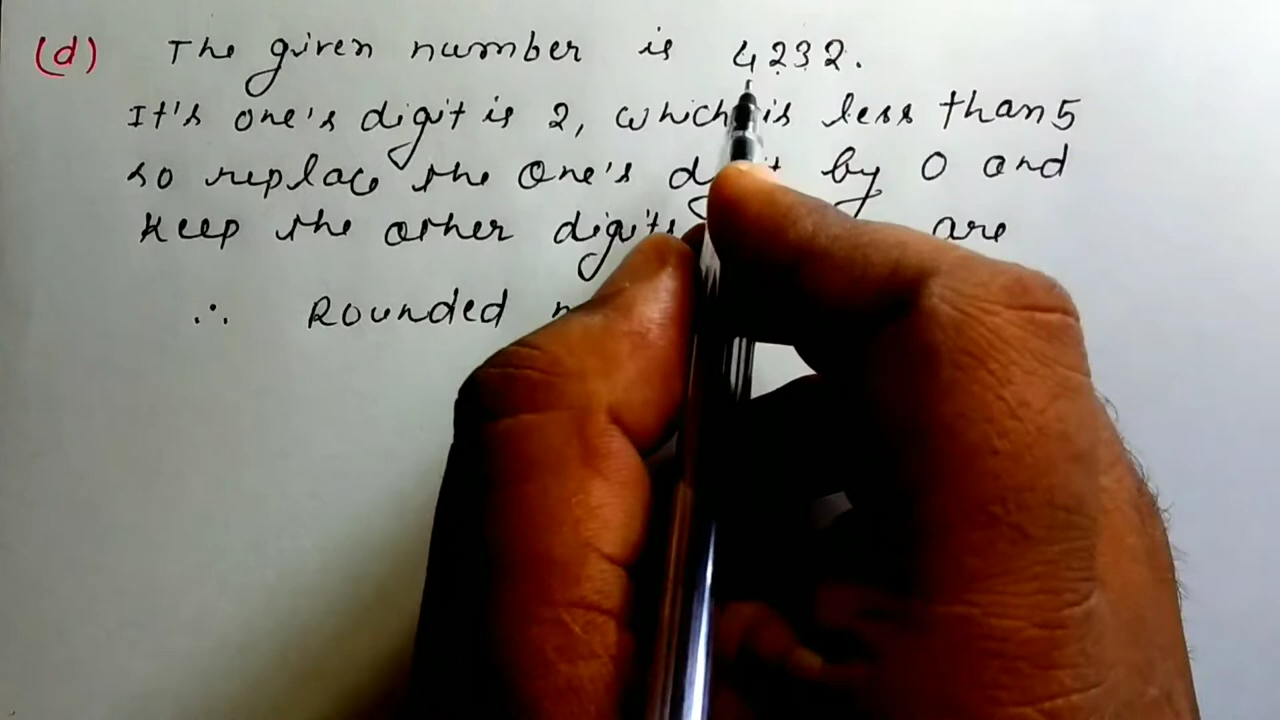 (d) The given number is 4232.
It's one's digit is 2, which is less than 5
so replace the one's by 0 and
keep the other digits are
∴ Rounded